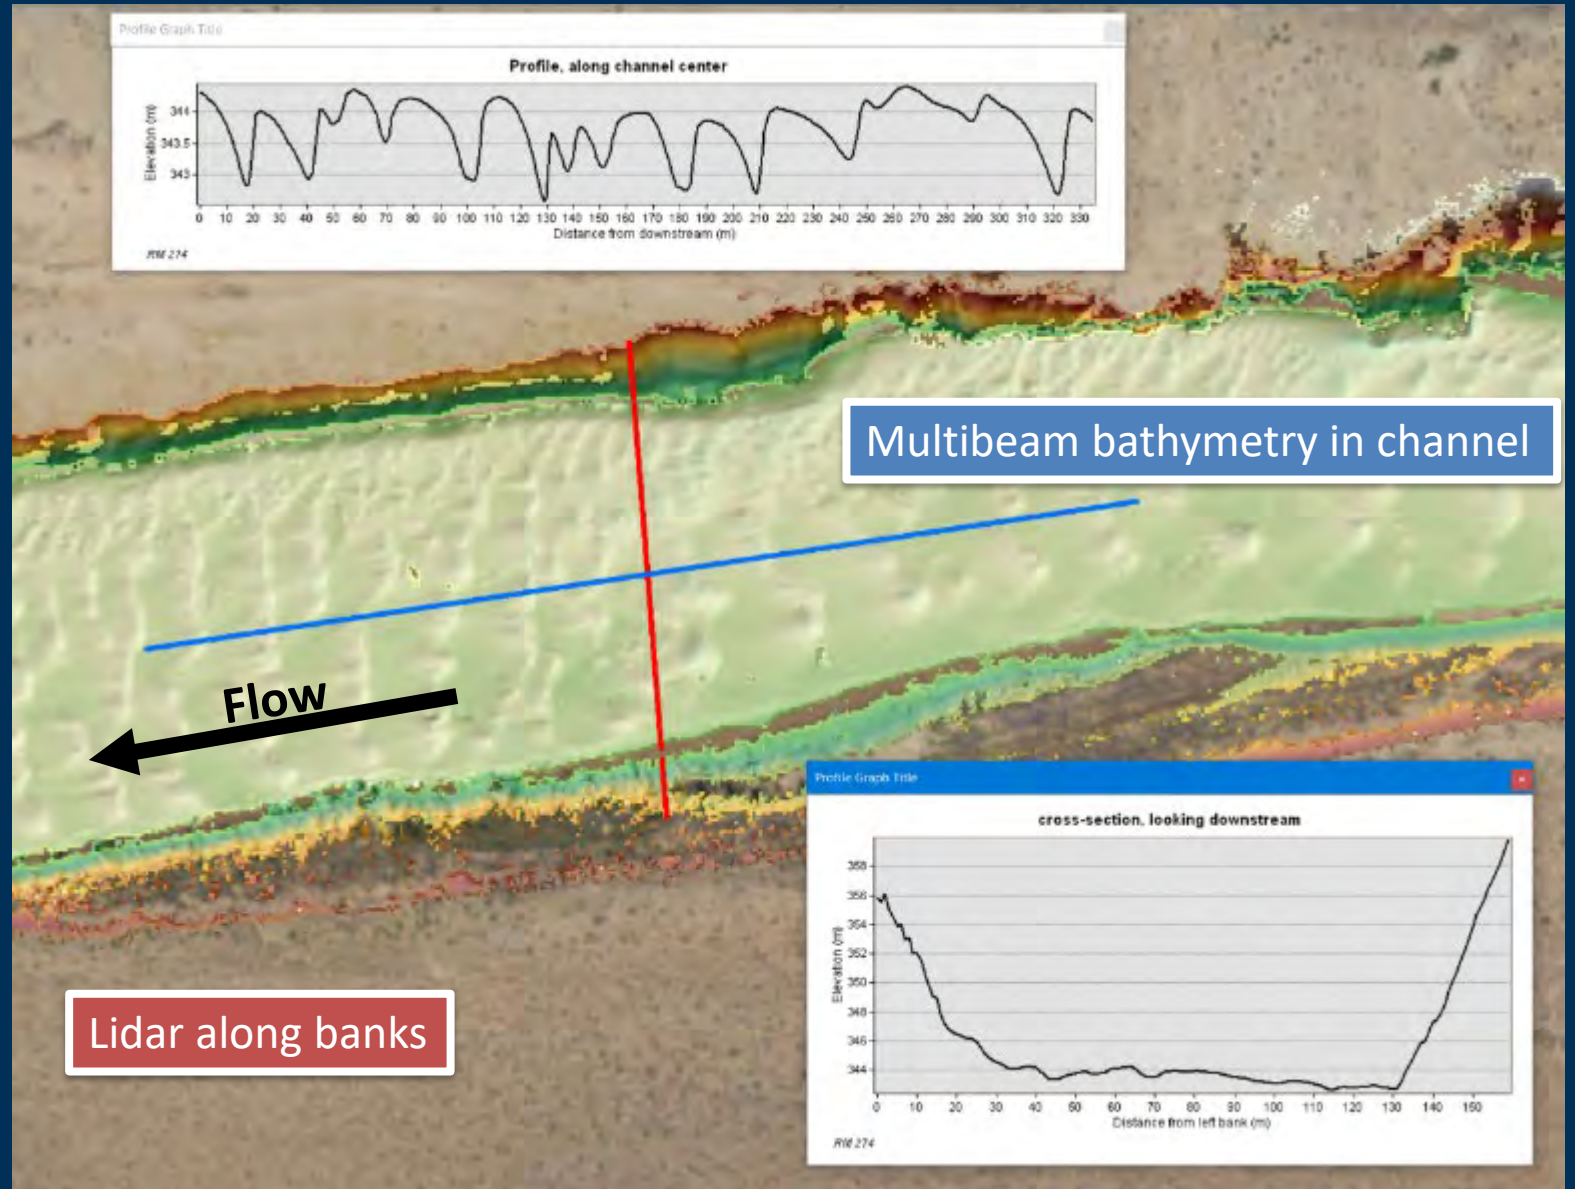 Profile Graph Title
Profile, along channel center
Elevation (m)
344
343.5
343
0 10 20 30 40 50 60 70 80 90 100 110 120 130 140 150 160 170 180 190 200 210 220 230 240 250 260 270 280 290 300 310 320 330
Distance from downstream (m)
RM 274
Multibeam bathymetry in channel
Flow
Profile Graph Title
cross-section, looking downstream
Elevation (m)
358
356
354
352
350
348
346
344
0 10 20 30 40 50 60 70 80 90 100 110 120 130 140 150
Distance from left bank (m)
RM 274
Lidar along banks